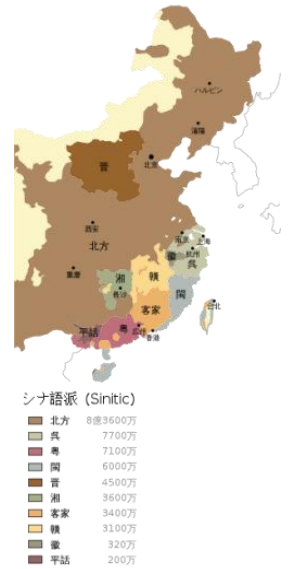 ハルビン
瀋陽
北京
晋
西安
北方
南京
上海
杭州
呉
徽
重慶
湘
贛
長沙
閩
客家
台北
平話
粤
広州
香港
シナ語派 (Sinitic)
北方 8億3600万
呉 7700万
粤 7100万
閩 6000万
晋 4500万
湘 3600万
客家 3400万
贛 3100万
徽 320万
平話 200万